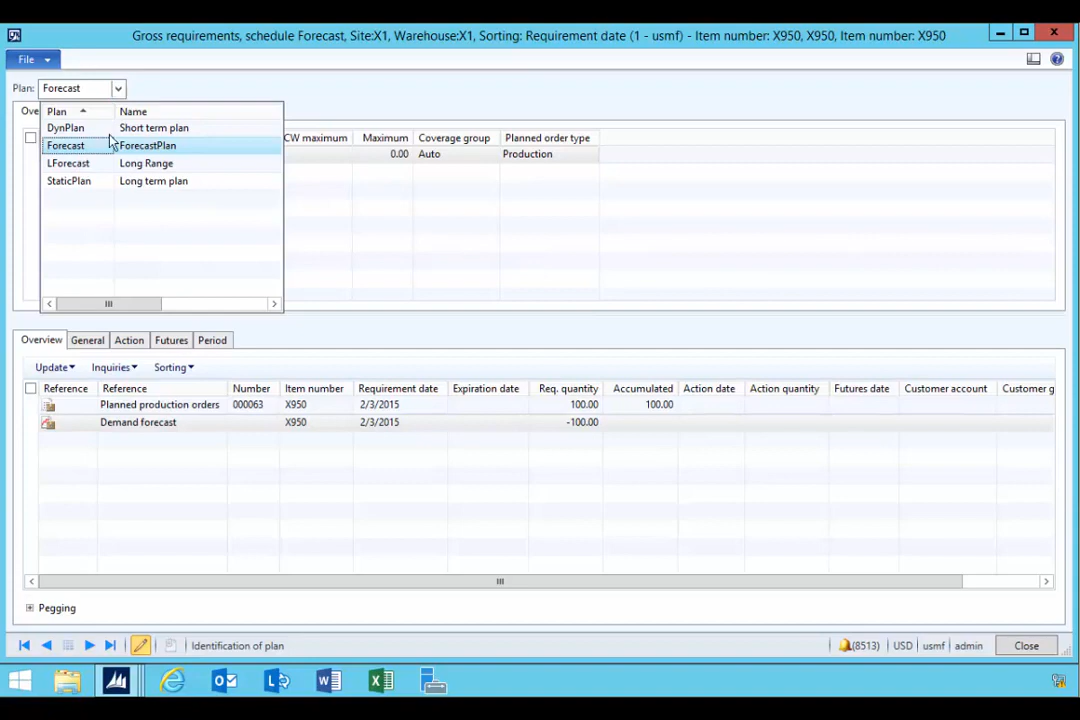 Gross requirements, schedule Forecast, Site:X1, Warehouse:X1, Sorting: Requirement date (1 - usmf) - Item number: X950, X950, Item number: X950
File
Plan: Forecast
Plan Name
DynPlan Short term plan
Forecast ForecastPlan
LForecast Long Range
StaticPlan Long term plan
CW maximum Maximum Coverage group Planned order type
0.00 Auto Production
Overview General Action Futures Period
Update Inquiries Sorting
Reference Reference Number Item number Requirement date Expiration date Req. quantity Accumulated Action date Action quantity Futures date Customer account Customer g
Planned production orders 000063 X950 2/3/2015 100.00 100.00
Demand forecast X950 2/3/2015 -100.00
Pegging
Identification of plan (8513) USD usmf admin Close